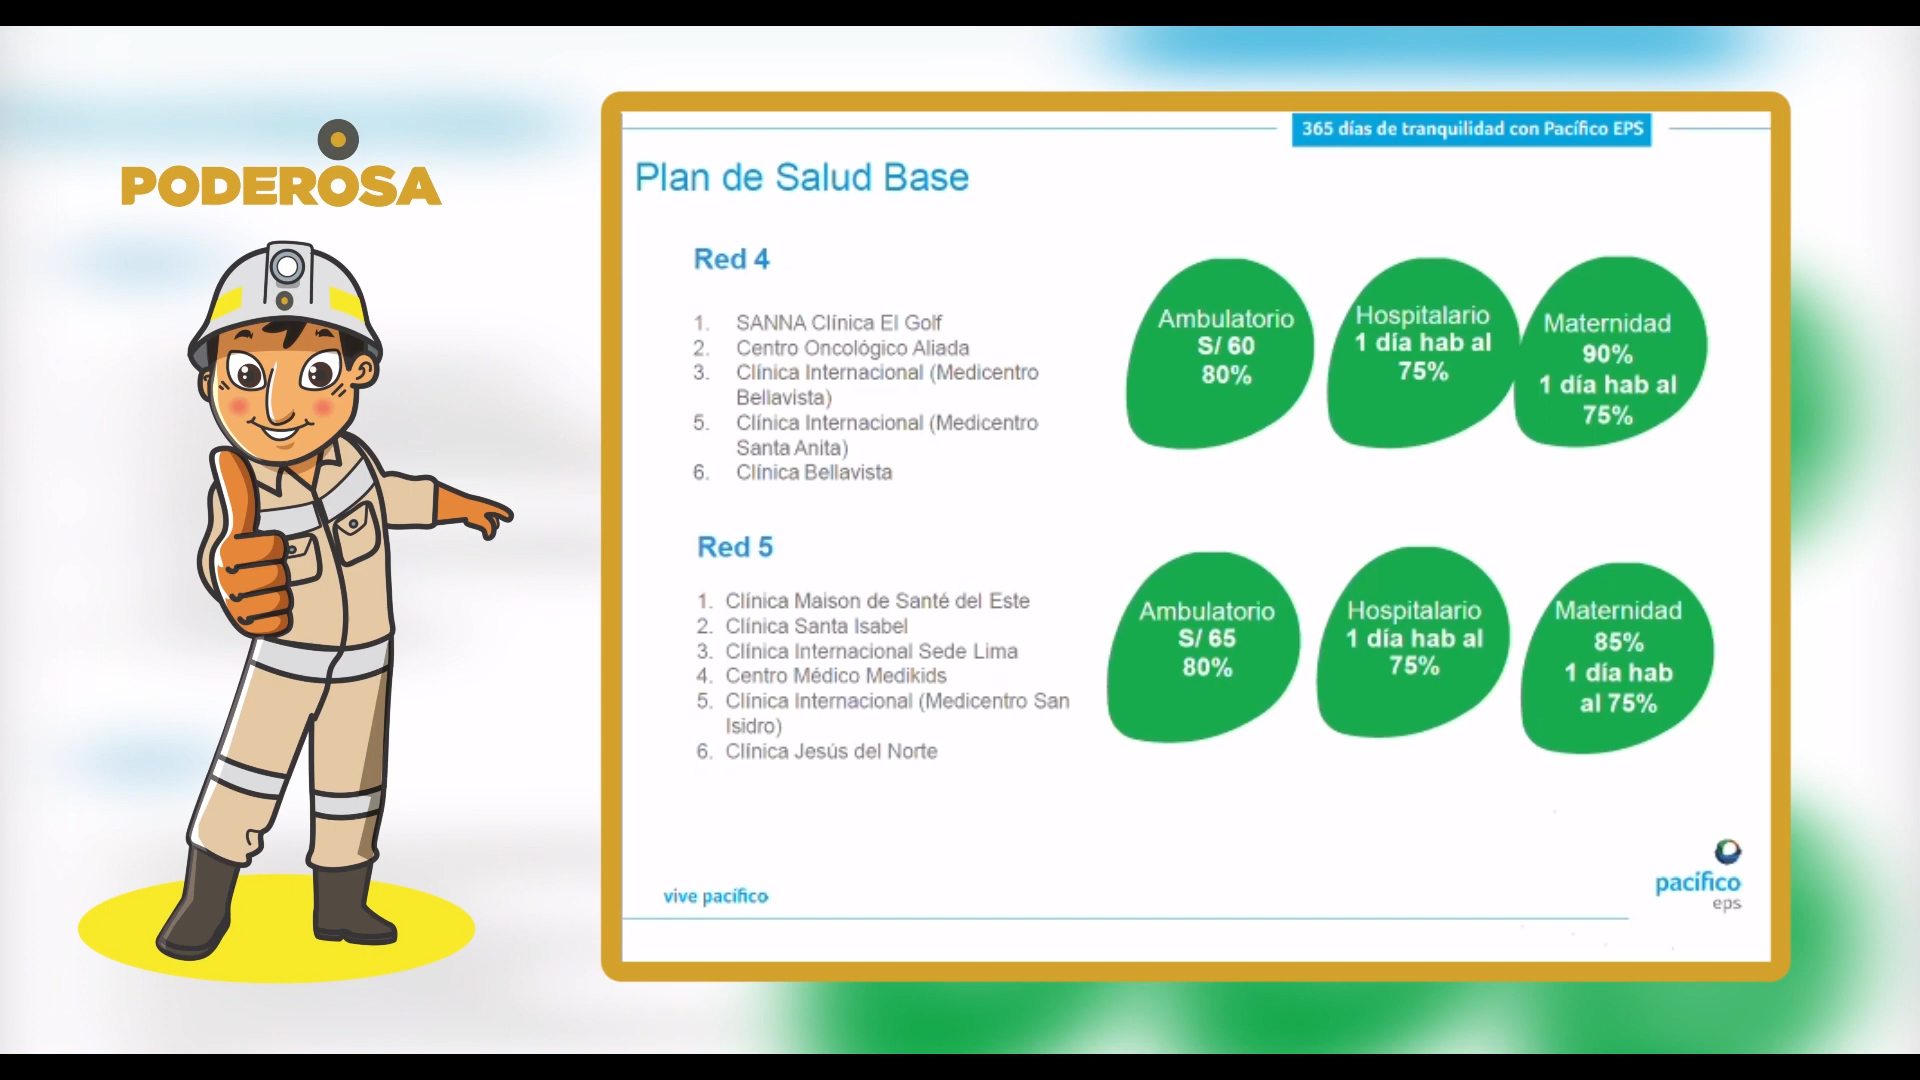 PODEROSA
365 días de tranquilidad con Pacífico EPS
Plan de Salud Base
Red 4
1. SANNA Clínica El Golf
2. Centro Oncológico Aliada
3. Clínica Internacional (Medicentro
Bellavista)
5. Clínica Internacional (Medicentro
Santa Anita)
6. Clínica Bellavista
Ambulatorio
S/ 60
80%
Hospitalario
1 día hab al
75%
Maternidad
90%
1 día hab al
75%
Red 5
1. Clínica Maison de Santé del Este
2. Clínica Santa Isabel
3. Clínica Internacional Sede Lima
4. Centro Médico Medikids
5. Clínica Internacional (Medicentro San
Isidro)
6. Clínica Jesús del Norte
Ambulatorio
S/ 65
80%
Hospitalario
1 día hab al
75%
Maternidad
85%
1 día hab
al 75%
vive pacífico
pacífico
eps